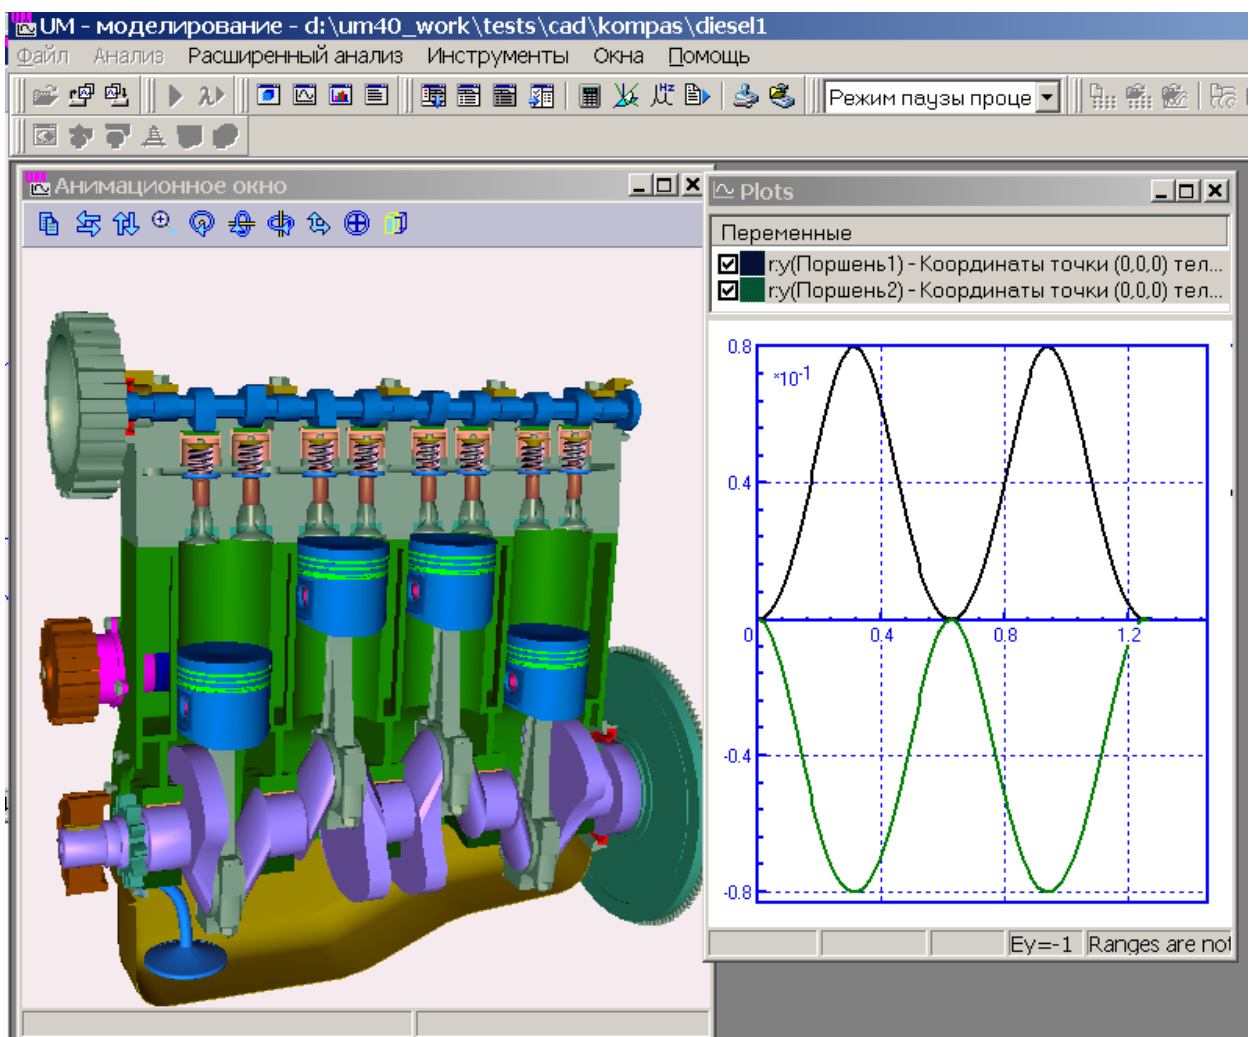 UM - моделирование - d:\um40_work\tests\cad\kompas\diesel1
Файл Анализ Расширенный анализ Инструменты Окна Помощь
Режим паузы проце
Анимационное окно
Plots
Переменные
r:y(Поршень1) - Координаты точки (0,0,0) тел...
r:y(Поршень2) - Координаты точки (0,0,0) тел...
0.8
*10-1
0.4
0 0.4 0.8 1.2
-0.4
-0.8
Ey=-1 Ranges are not